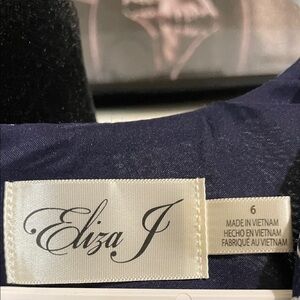 Eliza J
6
MADE IN VIETNAM
HECHO EN VIETNAM
FABRIQUÉ AU VIETNAM